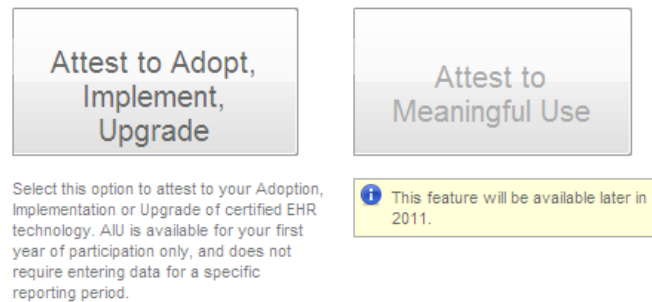 Attest to Adopt,
Implement,
Upgrade
Select this option to attest to your Adoption,
Implementation or Upgrade of certified EHR
technology. AIU is available for your first
year of participation only, and does not
require entering data for a specific
reporting period.
Attest to
Meaningful Use
This feature will be available later in
2011.